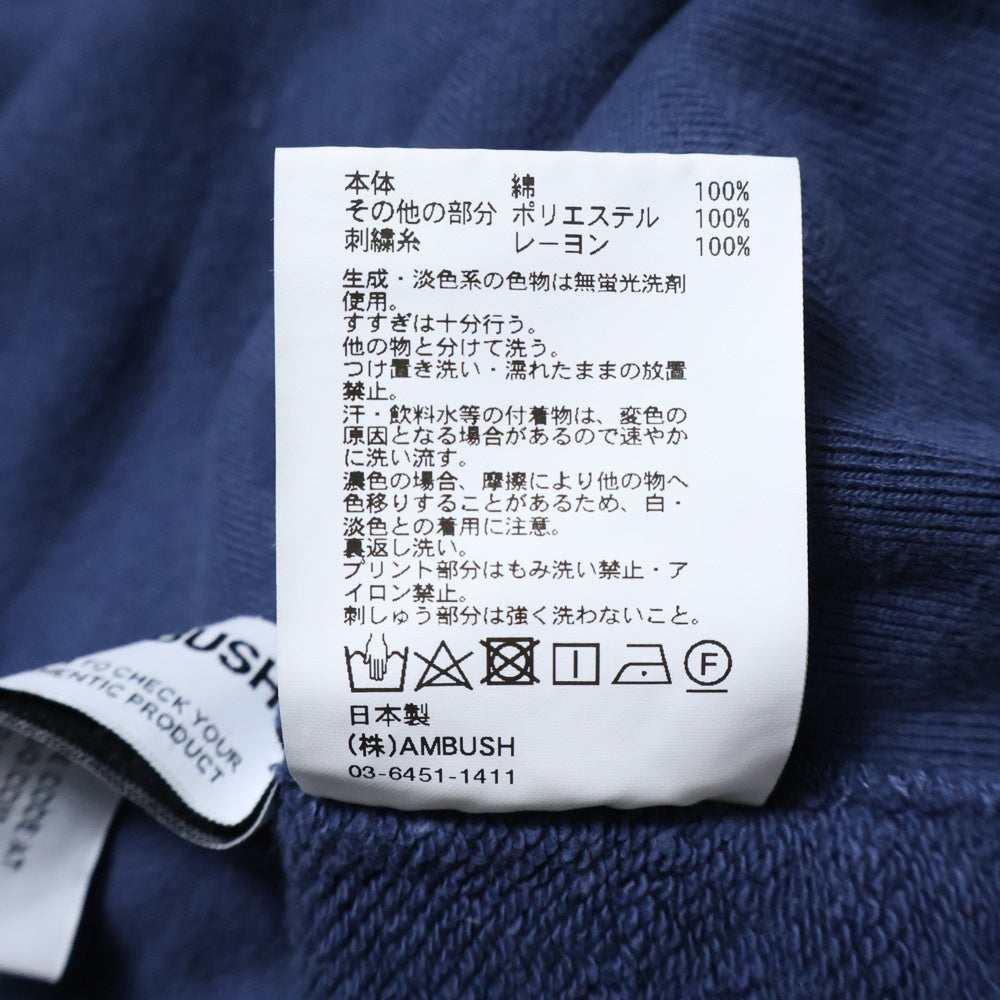 本体 綿 100%
その他の部分 ポリエステル 100%
刺繍糸 レーヨン 100%
生成・淡色系の色物は無蛍光洗剤
使用。
すすぎは十分行う。
他の物と分けて洗う。
つけ置き洗い・濡れたままの放置
禁止。
汗・飲料水等の付着物は、変色の
原因となる場合があるので速やか
に洗い流す。
濃色の場合、摩擦により他の物へ
色移りすることがあるため、白・
淡色との着用に注意。
裏返し洗い。
プリント部分はもみ洗い禁止・ア
イロン禁止。
刺しゅう部分は強く洗わないこと。
F
日本製
(株)AMBUSH
03-6451-1411
BUSH
TO CHECK YOUR
PRODUCT